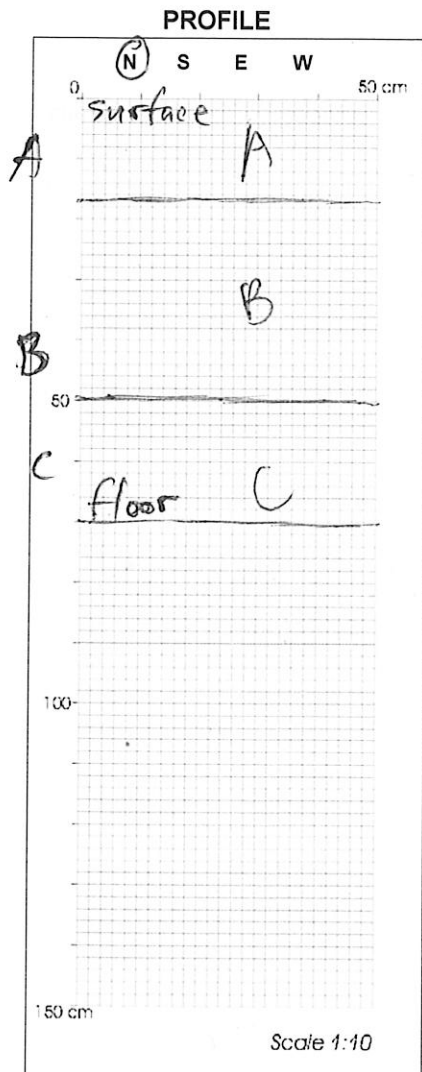 PROFILE
N S E W
0 50 cm
surface
A A
B
B
50
C C
floor
100
150 cm
Scale 1:10